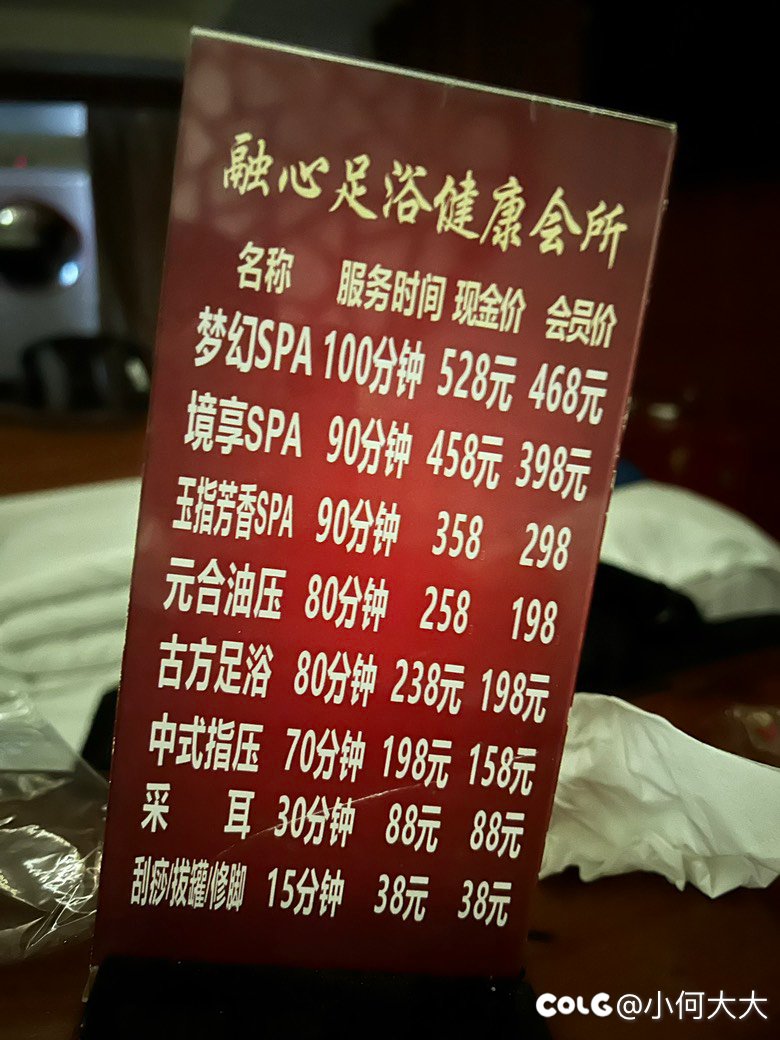 融心足浴健康会所
名称 服务时间 现金价 会员价
梦幻SPA 100分钟 528元 468元
境享SPA 90分钟 458元 398元
玉指芳香SPA 90分钟 358 298
元合油压 80分钟 258 198
古方足浴 80分钟 238元 198元
中式指压 70分钟 198元 158元
采耳 30分钟 88元 88元
刮痧/拔罐/修脚 15分钟 38元 38元
COLG @小何大大